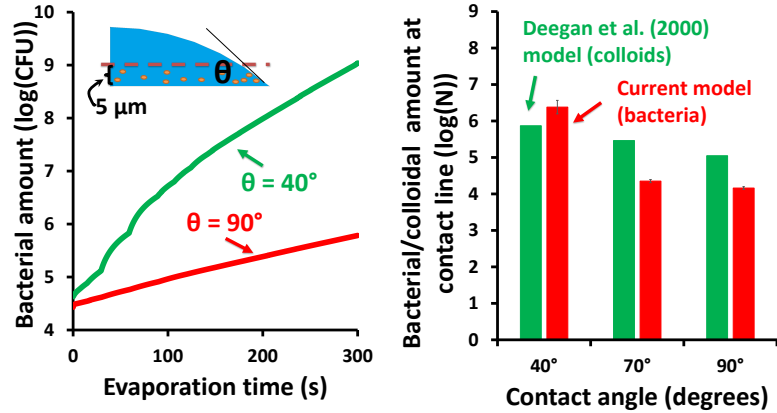 Bacterial amount (log(CFU))
10
9
8
7
6
5
4
0
100
200
300
Evaporation time (s)
θ
5 µm
θ = 40°
θ = 90°
Bacterial/colloidal amount at
contact line (log(N))
9
8
7
6
5
4
3
2
1
0
Deegan et al. (2000)
model (colloids)
Current model
(bacteria)
40°
70°
90°
Contact angle (degrees)